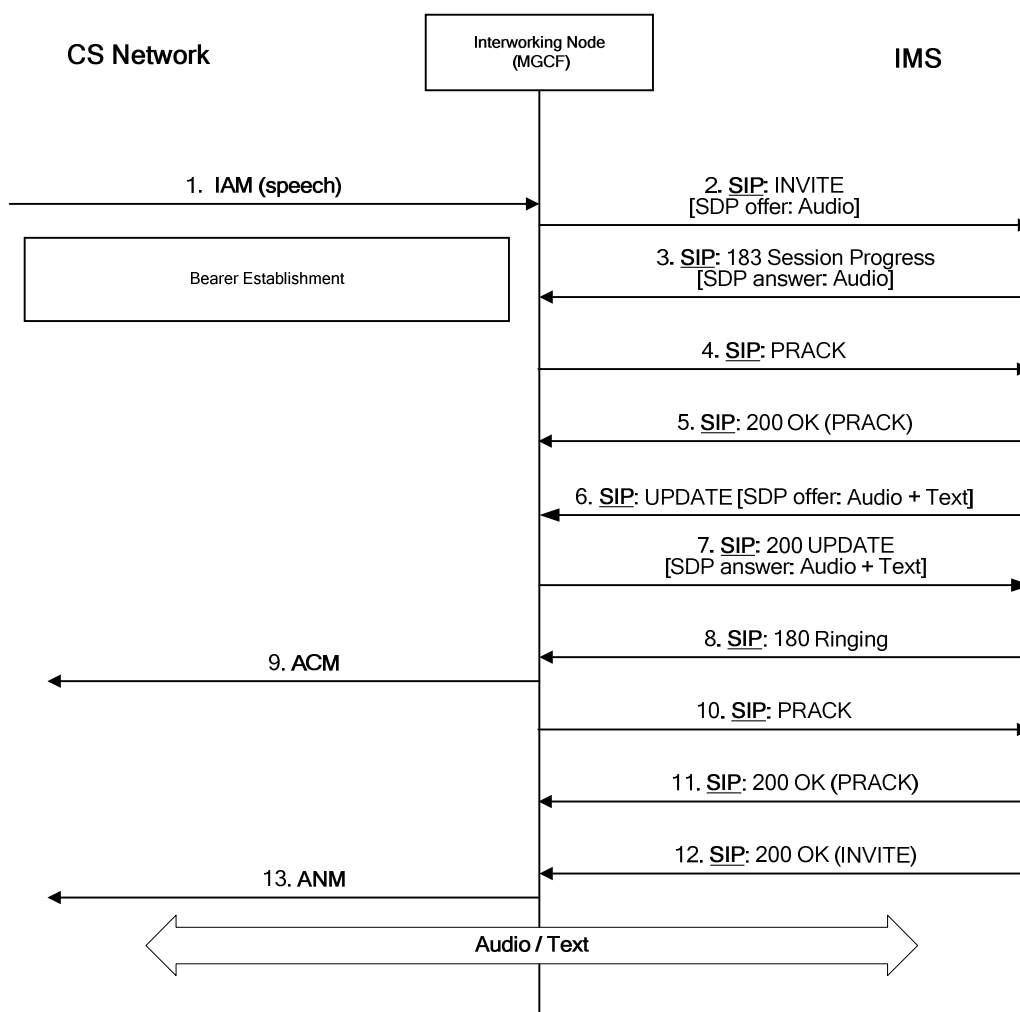 CS Network
Interworking Node
(MGCF)
IMS
1. IAM (speech)
2. SIP: INVITE
[SDP offer: Audio]
Bearer Establishment
3. SIP: 183 Session Progress
[SDP answer: Audio]
4. SIP: PRACK
5. SIP: 200 OK (PRACK)
6. SIP: UPDATE [SDP offer: Audio + Text]
7. SIP: 200 UPDATE
[SDP answer: Audio + Text]
8. SIP: 180 Ringing
9. ACM
10. SIP: PRACK
11. SIP: 200 OK (PRACK)
12. SIP: 200 OK (INVITE)
13. ANM
Audio / Text